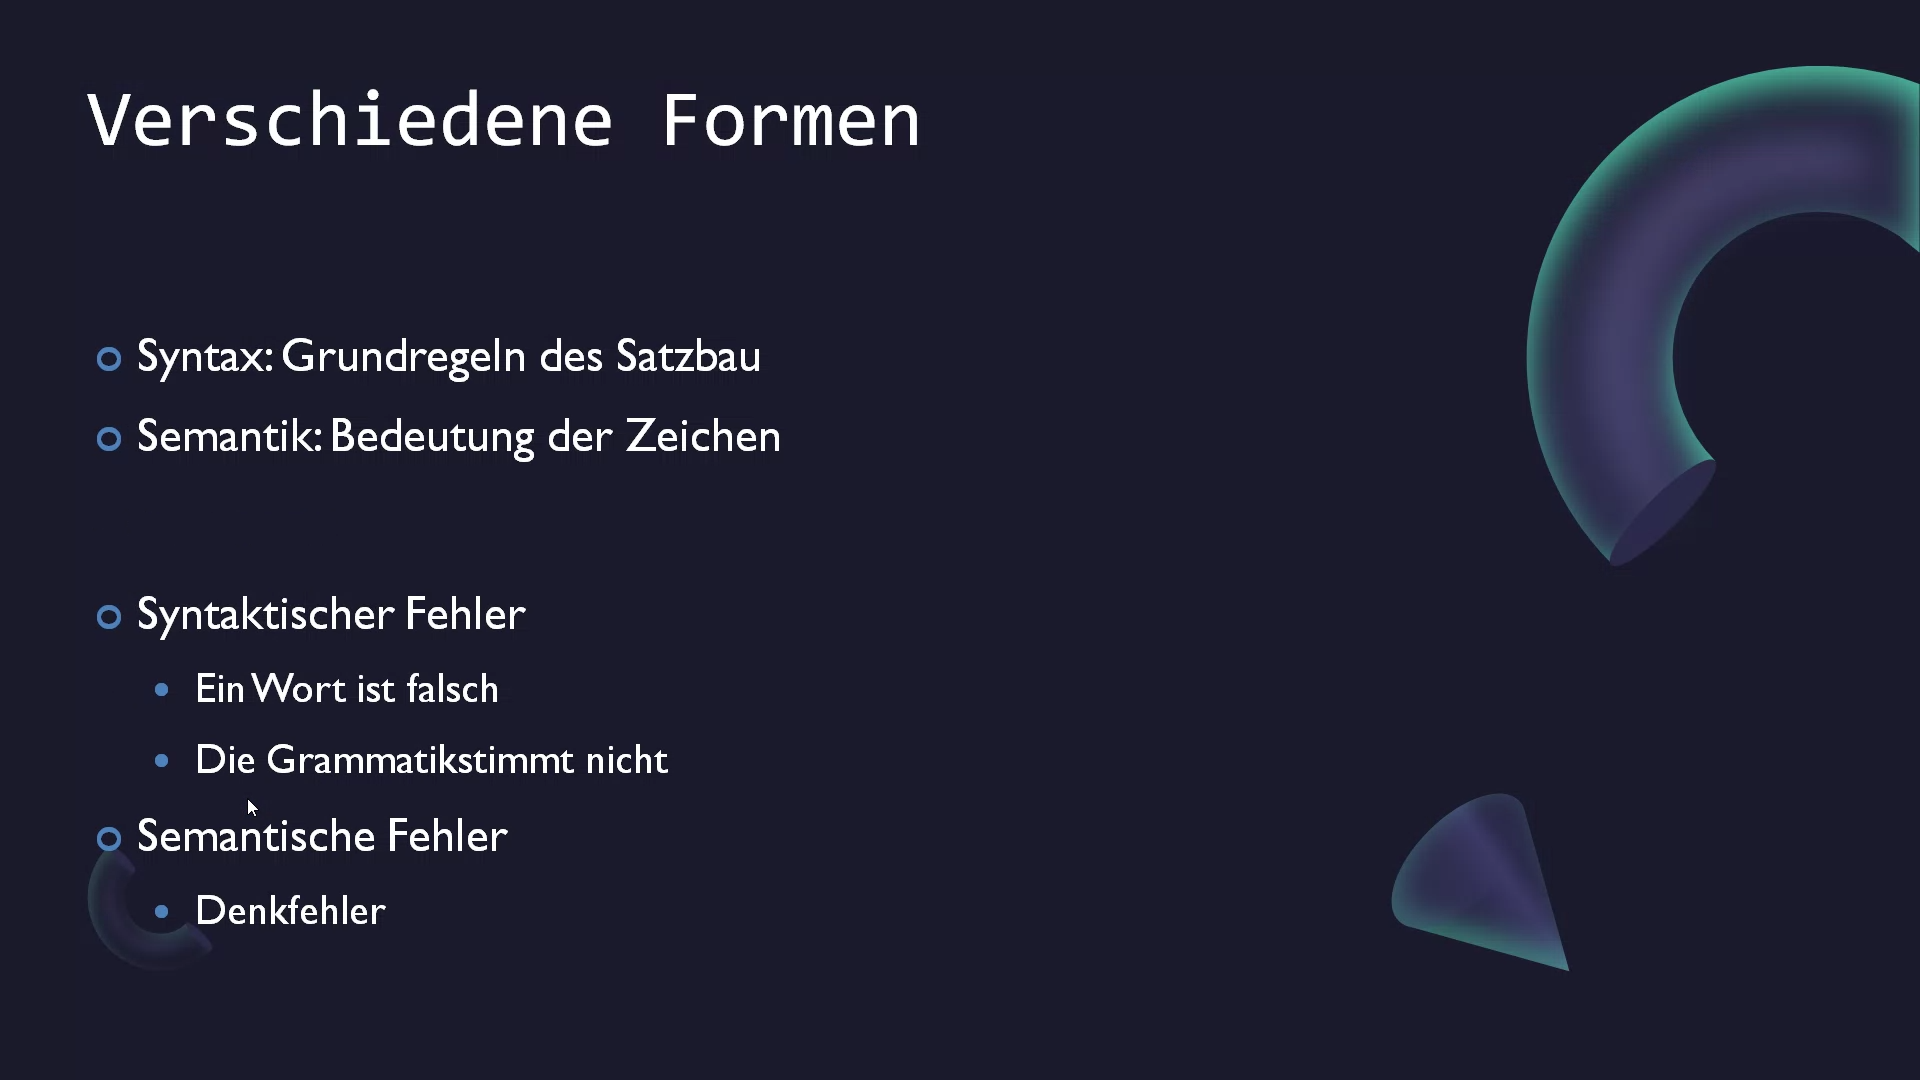 Verschiedene Formen
Syntax: Grundregeln des Satzbau
Semantik: Bedeutung der Zeichen
Syntaktischer Fehler
Ein Wort ist falsch
Die Grammatikstimmt nicht
Semantische Fehler
Denkfehler